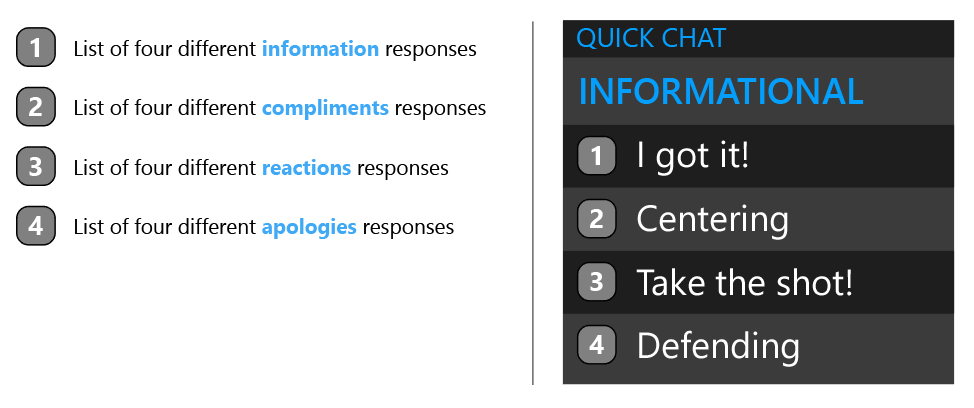 1 List of four different information responses
2 List of four different compliments responses
3 List of four different reactions responses
4 List of four different apologies responses
QUICK CHAT
INFORMATIONAL
1 I got it!
2 Centering
3 Take the shot!
4 Defending